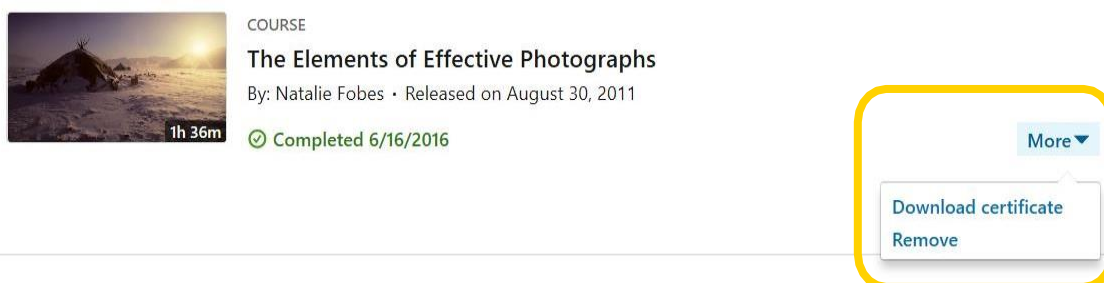 COURSE
The Elements of Effective Photographs
By: Natalie Fobes • Released on August 30, 2011
1h 36m
Completed 6/16/2016
More
Download certificate
Remove